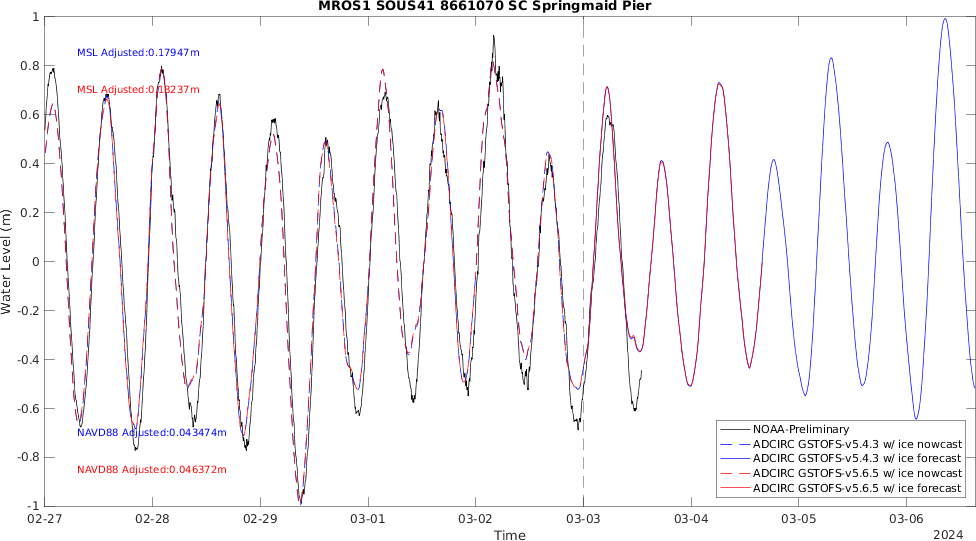 MROS1 SOUS41 8661070 SC Springmaid Pier
MSL Adjusted:0.17947m
MSL Adjusted:0.18237m
NAVD88 Adjusted:0.043474m
NAVD88 Adjusted:0.046372m
Water Level (m)
1
0.8
0.6
0.4
0.2
0
-0.2
-0.4
-0.6
-0.8
-1
NOAA-Preliminary
ADCIRC GSTOFS-v5.4.3 w/ ice nowcast
ADCIRC GSTOFS-v5.4.3 w/ ice forecast
ADCIRC GSTOFS-v5.6.5 w/ ice nowcast
ADCIRC GSTOFS-v5.6.5 w/ ice forecast
02-27 02-28 02-29 03-01 03-02 03-03 03-04 03-05 03-06
Time
2024